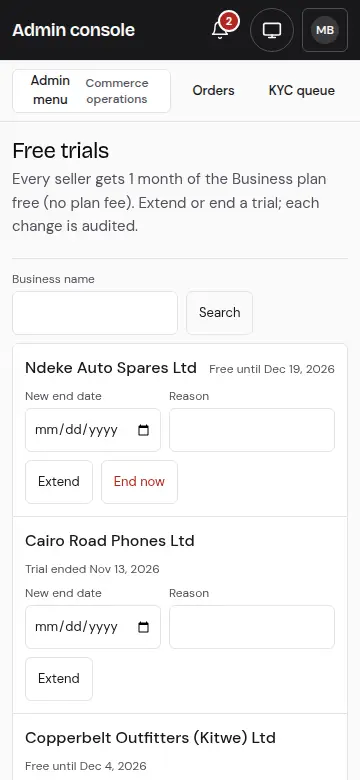 Admin console
2
MB
Admin menu
Commerce operations
Orders
KYC queue
Free trials
Every seller gets 1 month of the Business plan
free (no plan fee). Extend or end a trial; each
change is audited.
Business name
Search
Ndeke Auto Spares Ltd
Free until Dec 19, 2026
New end date
Reason
mm/dd/yyyy
Extend
End now
Cairo Road Phones Ltd
Trial ended Nov 13, 2026
New end date
Reason
mm/dd/yyyy
Extend
Copperbelt Outfitters (Kitwe) Ltd
Free until Dec 4, 2026